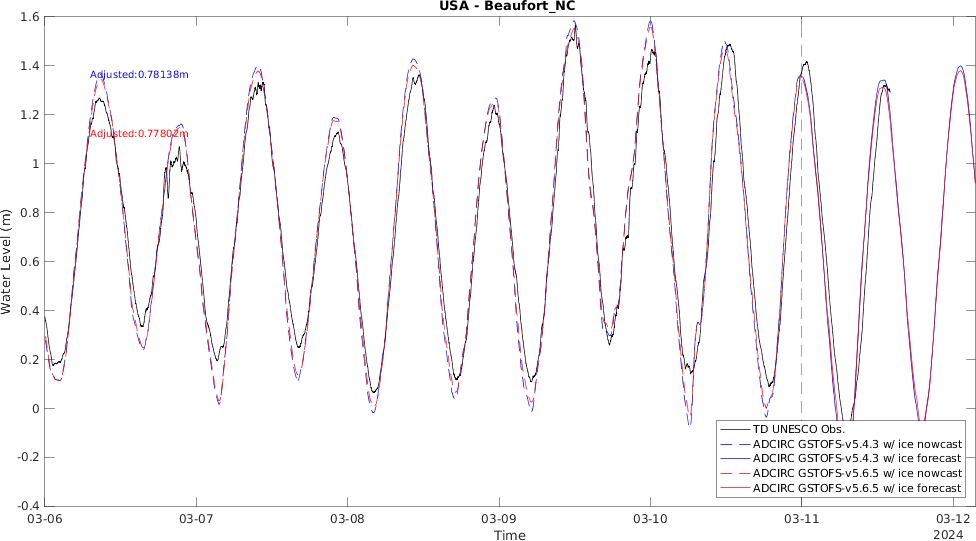 USA - Beaufort_NC
1.6
1.4
1.2
1
0.8
0.6
0.4
0.2
0
-0.2
-0.4
Water Level (m)
Adjusted:0.78138m
Adjusted:0.77802m
TD UNESCO Obs.
ADCIRC GSTOFS-v5.4.3 w/ ice nowcast
ADCIRC GSTOFS-v5.4.3 w/ ice forecast
ADCIRC GSTOFS-v5.6.5 w/ ice nowcast
ADCIRC GSTOFS-v5.6.5 w/ ice forecast
03-06 03-07 03-08 03-09 03-10 03-11 03-12
Time
2024